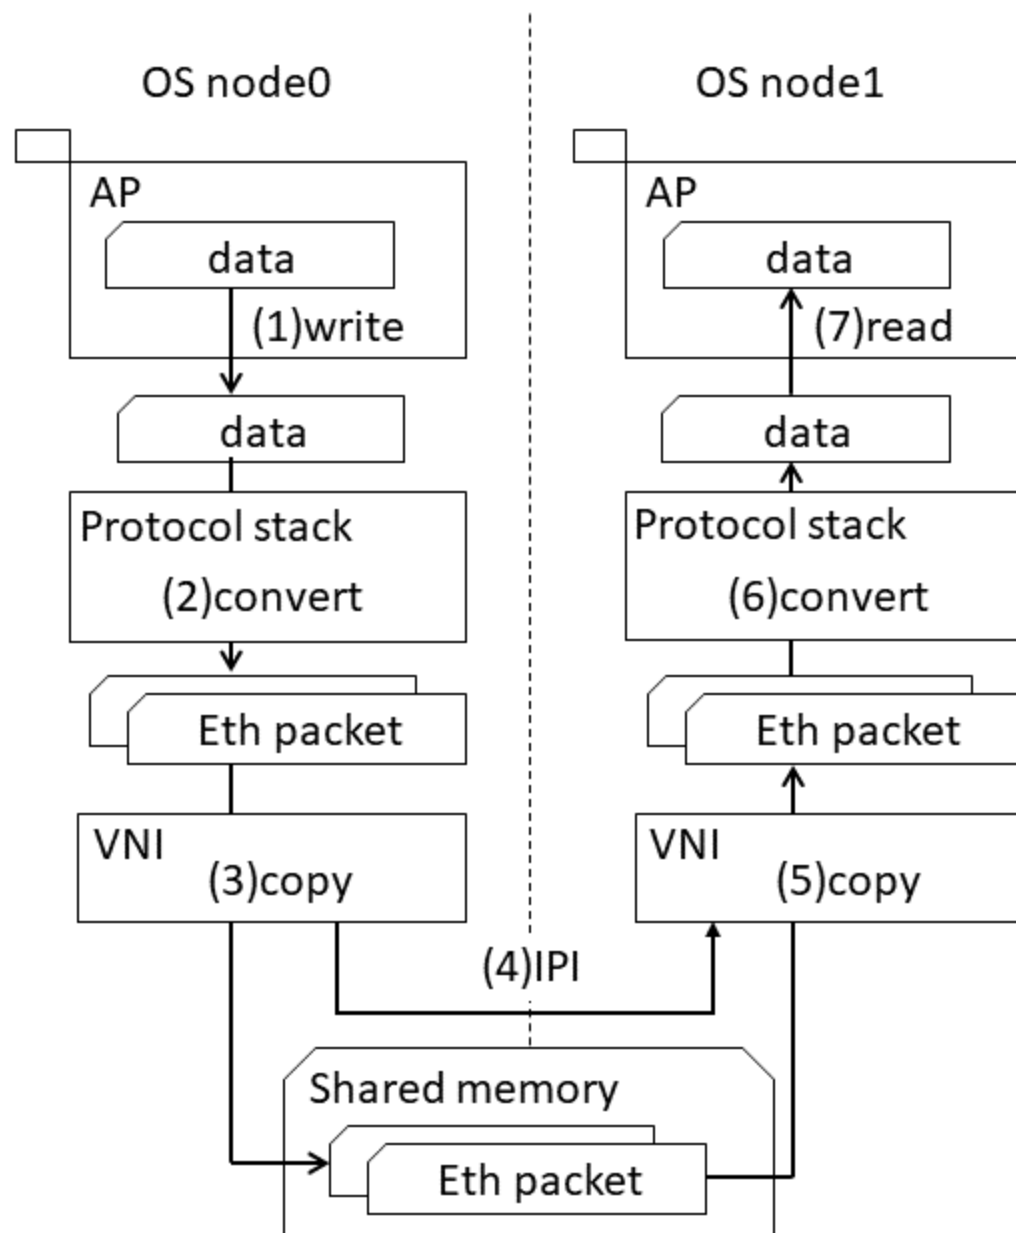 OS node0
OS node1
AP
data
(1)write
data
Protocol stack
(2)convert
Eth packet
VNI
(3)copy
AP
data
(7)read
data
Protocol stack
(6)convert
Eth packet
VNI
(5)copy
(4)IPI
Shared memory
Eth packet